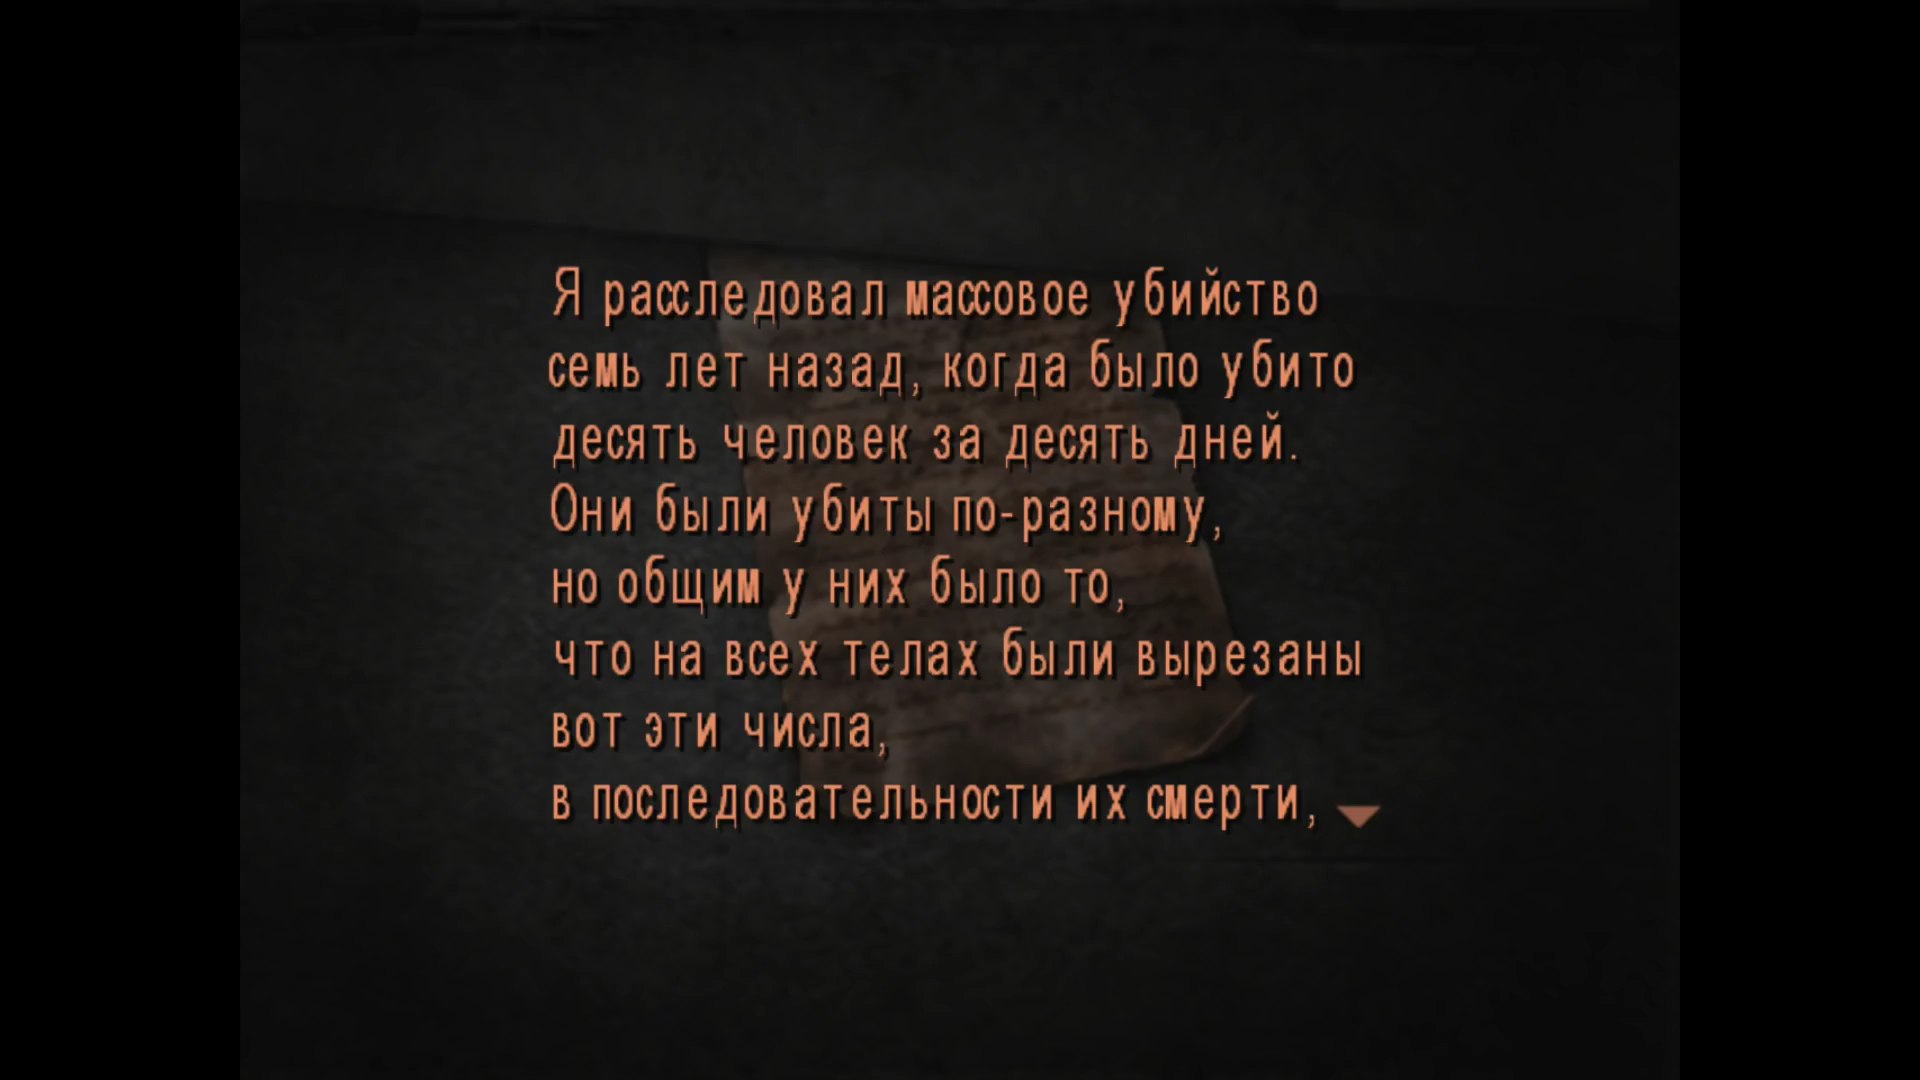 Я расследовал массовое убийство
семь лет назад, когда было убито
десять человек за десять дней.
Они были убиты по-разному,
но общим у них было то,
что на всех телах были вырезаны
вот эти числа,
в последовательности их смерти,